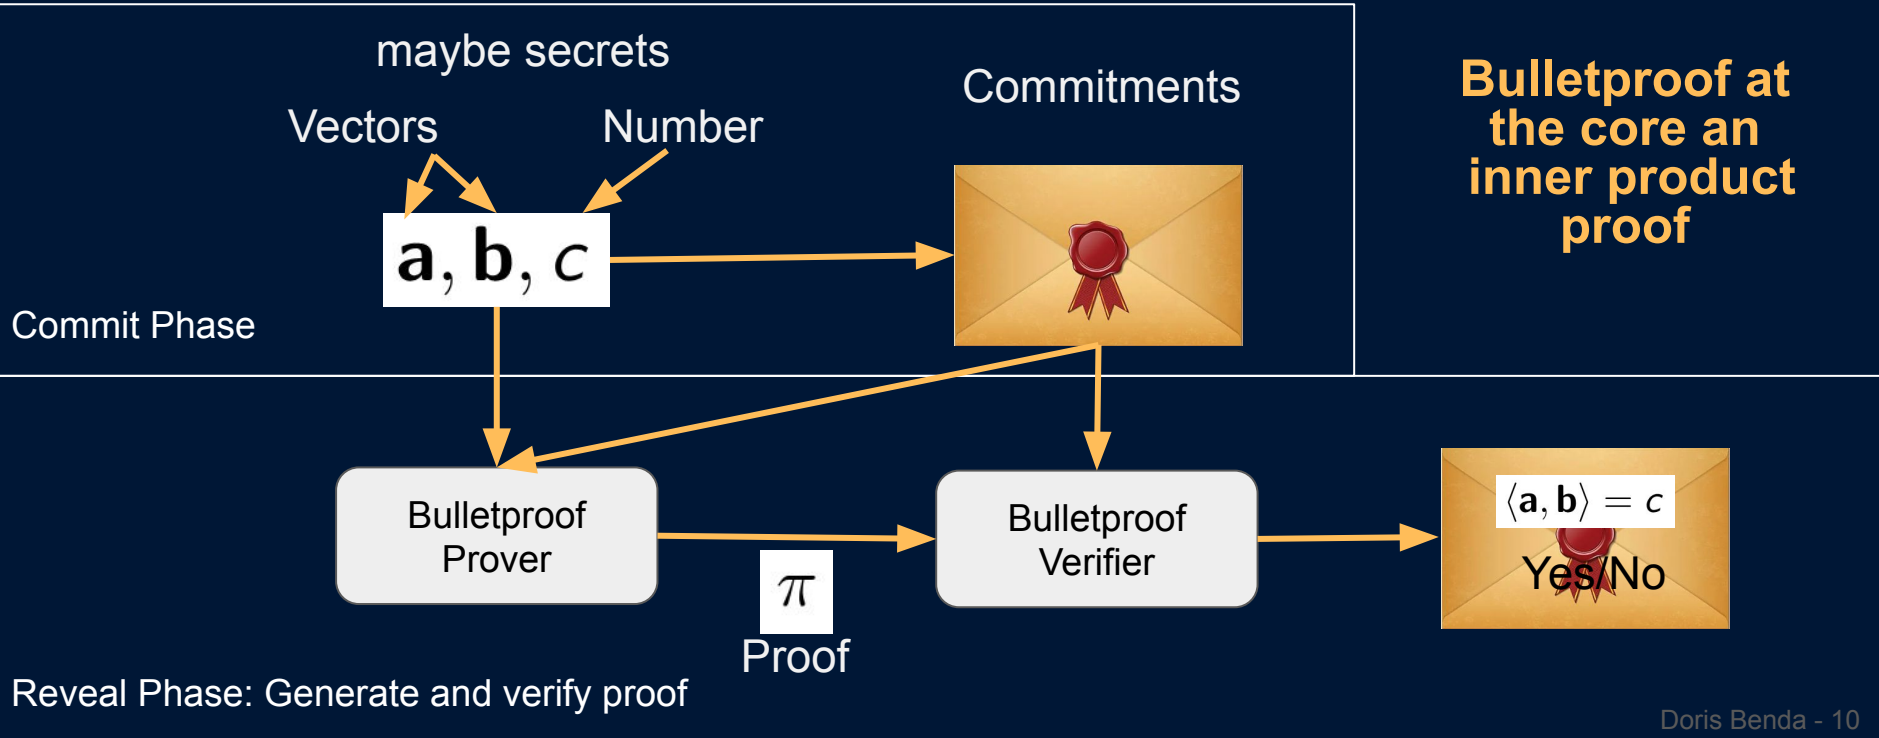 maybe secrets
Vectors
Number
Commitments
a, b, c
Commit Phase
Bulletproof at
the core an
inner product
proof
Bulletproof
Prover
π
Proof
Bulletproof
Verifier
⟨a, b⟩ = c
Yes/No
Reveal Phase: Generate and verify proof
Doris Benda - 10